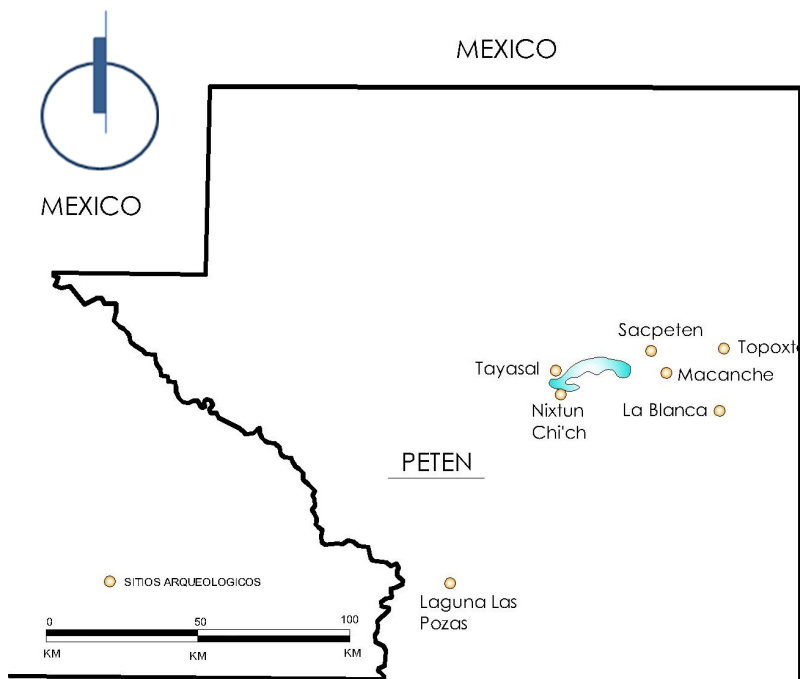 MEXICO
MEXICO
Sacpeten
Topoxte
Tayasal
Macanche
Nixtun
Chi'ch
La Blanca
PETEN
SITIOS ARQUEOLOGICOS
Laguna Las
Pozas
0 50 100
KM KM KM